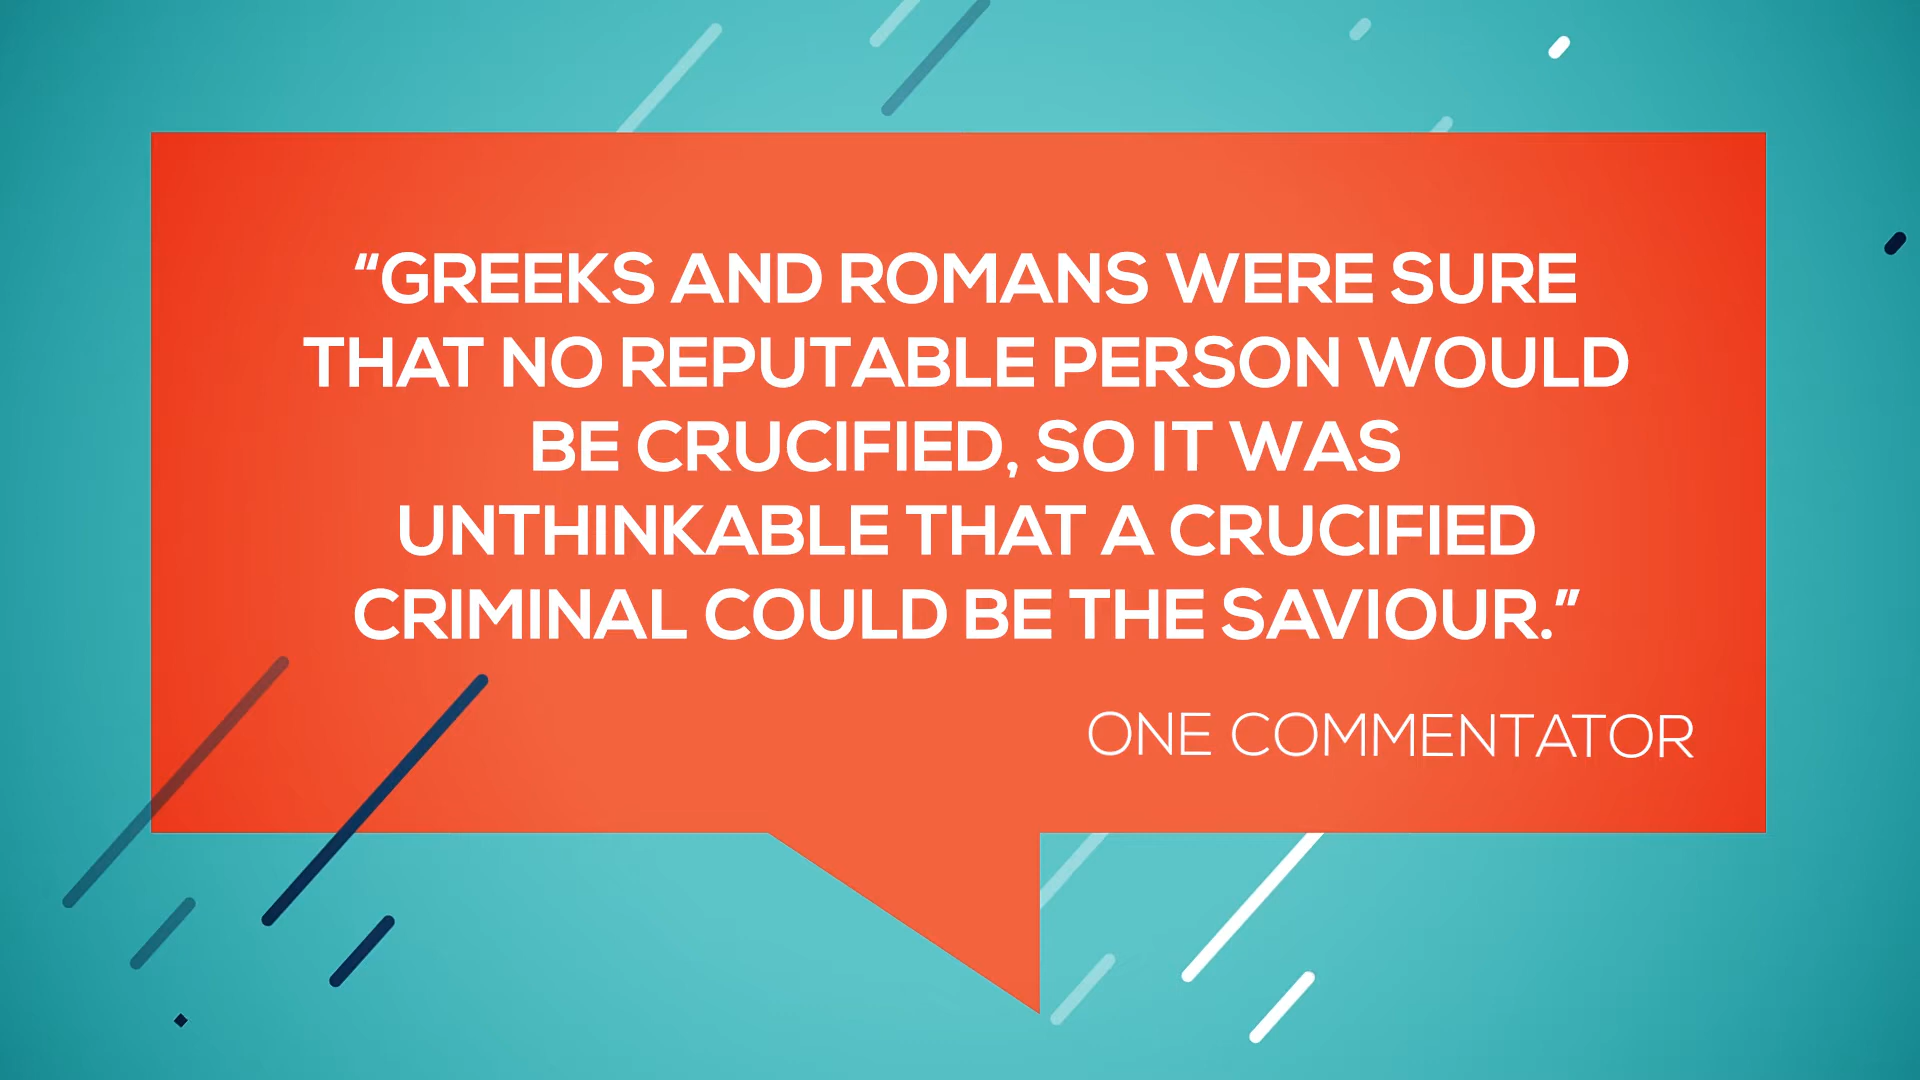 “GREEKS AND ROMANS WERE SURE
THAT NO REPUTABLE PERSON WOULD
BE CRUCIFIED, SO IT WAS
UNTHINKABLE THAT A CRUCIFIED
CRIMINAL COULD BE THE SAVIOUR.”
ONE COMMENTATOR